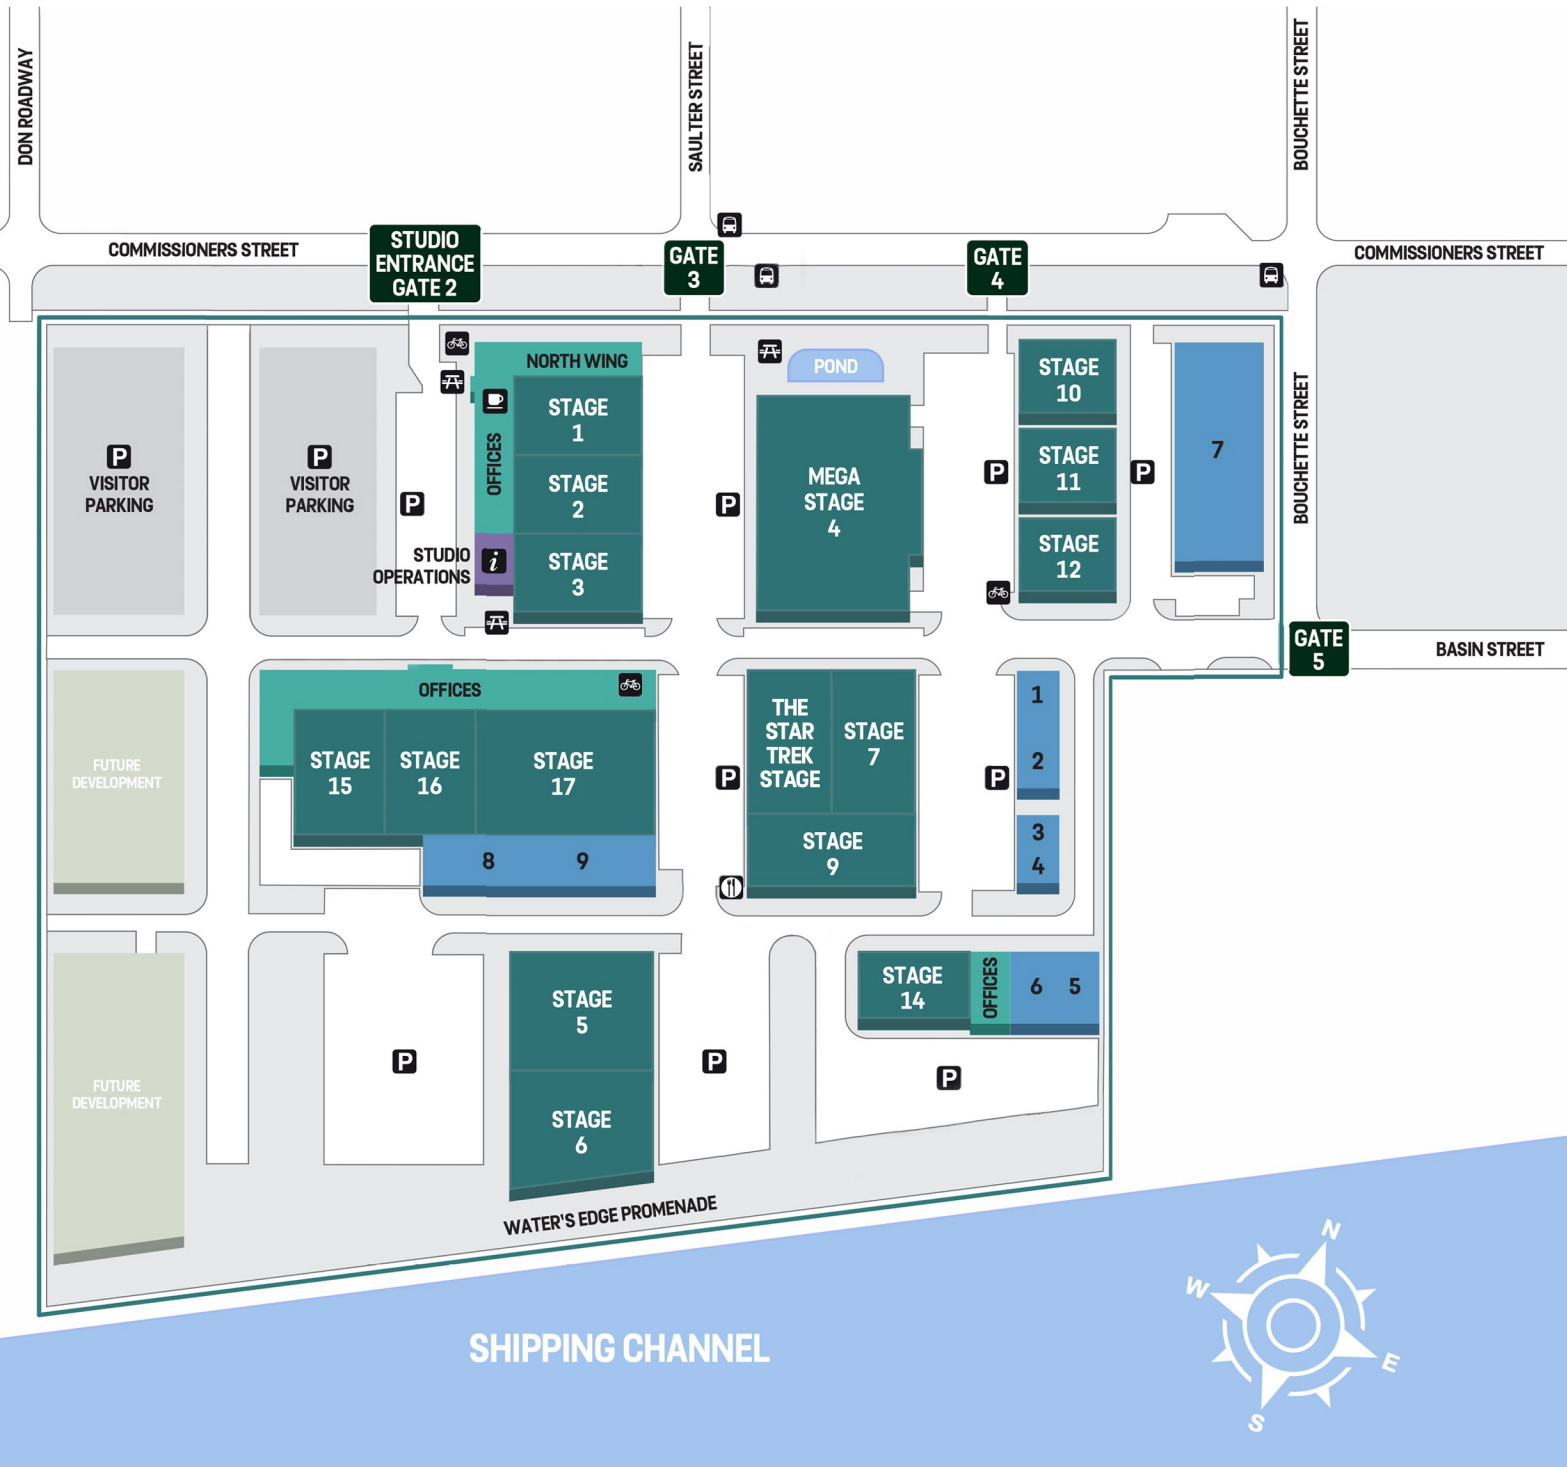 DON ROADWAY
SAULTER STREET
BOUCHETTE STREET
COMMISSIONERS STREET
STUDIO
ENTRANCE
GATE 2
GATE
3
GATE
4
COMMISSIONERS STREET
NORTH WING
POND
STAGE
1
STAGE
2
STAGE
3
OFFICES
P
VISITOR
PARKING
P
VISITOR
PARKING
P
STUDIO
OPERATIONS
i
P
MEGA
STAGE
4
P
STAGE
10
STAGE
11
STAGE
12
P
7
BOUCHETTE STREET
GATE
5
BASIN STREET
FUTURE
DEVELOPMENT
OFFICES
STAGE
15
STAGE
16
STAGE
17
8
9
P
THE
STAR
TREK
STAGE
STAGE
7
STAGE
9
P
1
2
3
4
FUTURE
DEVELOPMENT
P
STAGE
5
STAGE
6
P
STAGE
14
OFFICES
6
5
P
WATER'S EDGE PROMENADE
SHIPPING CHANNEL
N
W
E
S